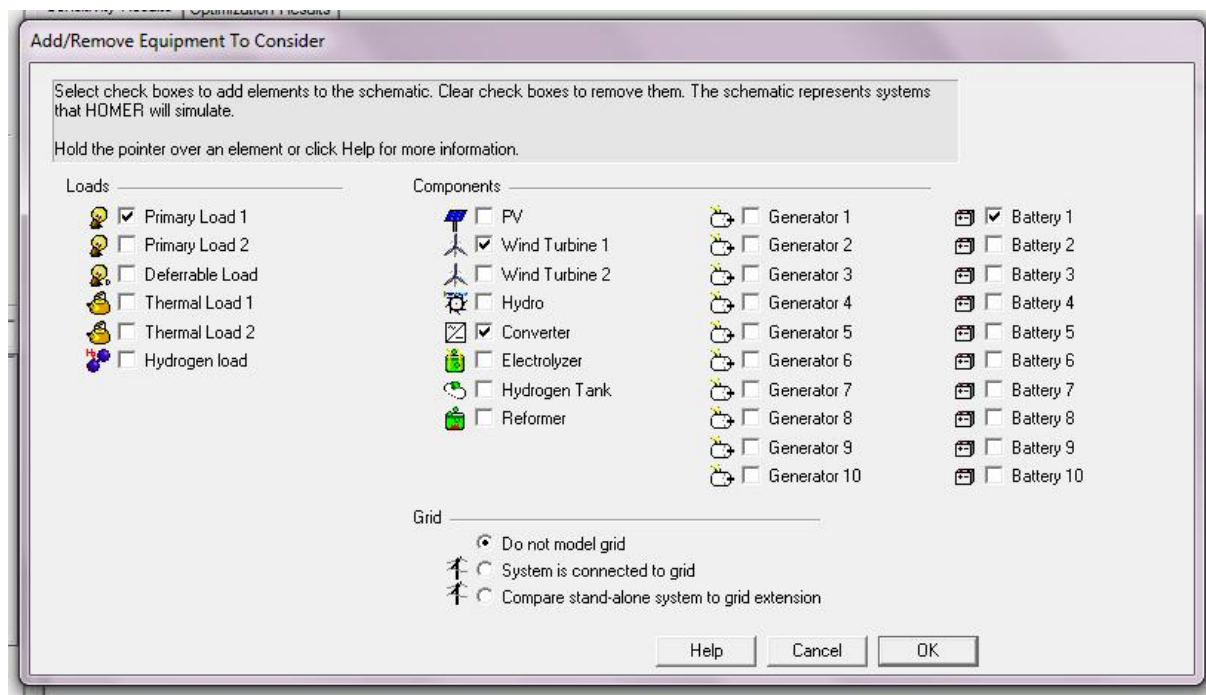 Sensitivity Results Optimization Results
Add/Remove Equipment To Consider
Select check boxes to add elements to the schematic. Clear check boxes to remove them. The schematic represents systems
that HOMER will simulate.
Hold the pointer over an element or click Help for more information.
Loads
Primary Load 1
Primary Load 2
Deferrable Load
Thermal Load 1
Thermal Load 2
Hydrogen load
Components
PV
Wind Turbine 1
Wind Turbine 2
Hydro
Converter
Electrolyzer
Hydrogen Tank
Reformer
Generator 1
Generator 2
Generator 3
Generator 4
Generator 5
Generator 6
Generator 7
Generator 8
Generator 9
Generator 10
Battery 1
Battery 2
Battery 3
Battery 4
Battery 5
Battery 6
Battery 7
Battery 8
Battery 9
Battery 10
Grid
Do not model grid
System is connected to grid
Compare stand-alone system to grid extension
Help Cancel OK